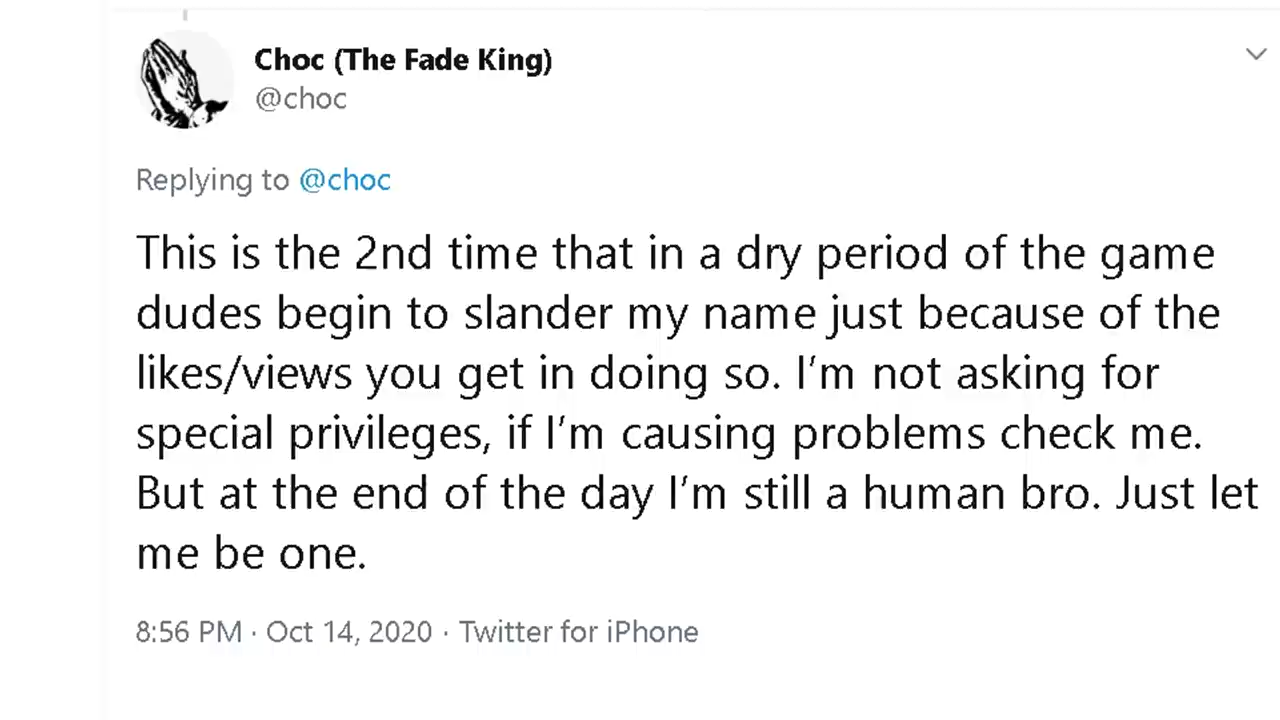 Choc (The Fade King)
@choc
Replying to @choc
This is the 2nd time that in a dry period of the game
dudes begin to slander my name just because of the
likes/views you get in doing so. I’m not asking for
special privileges, if I’m causing problems check me.
But at the end of the day I’m still a human bro. Just let
me be one.
8:56 PM · Oct 14, 2020 · Twitter for iPhone